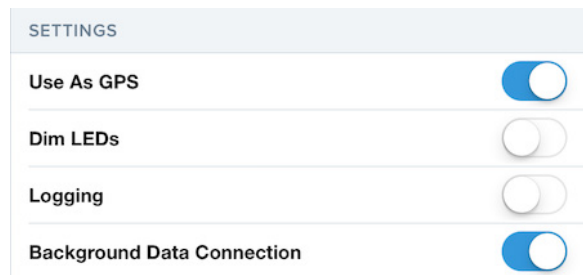 SETTINGS
Use As GPS
Dim LEDs
Logging
Background Data Connection